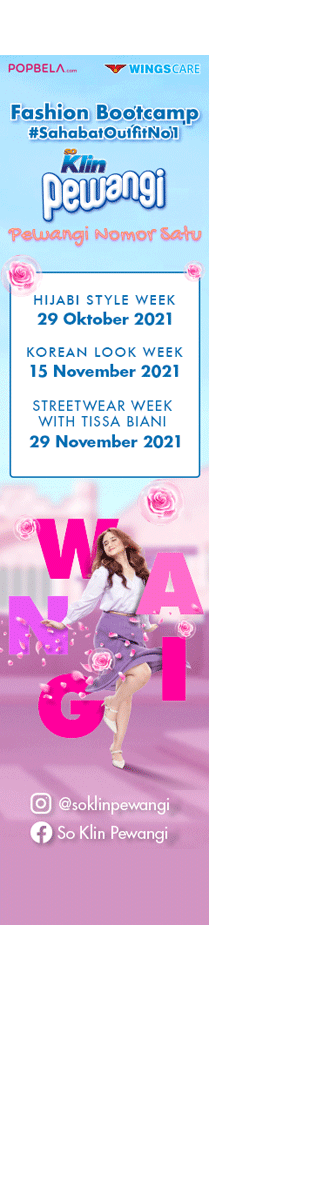 POPBELA.com
WINGSCARE
Fashion Bootcamp
#SahabatOutfitNo1
So Klin
Pewangi
Pewangi Nomor Satu
HIJABI STYLE WEEK
29 Oktober 2021
KOREAN LOOK WEEK
15 November 2021
STREETWEAR WEEK
WITH TISSA BIANI
29 November 2021
WANGI
@soklinpewangi
So Klin Pewangi